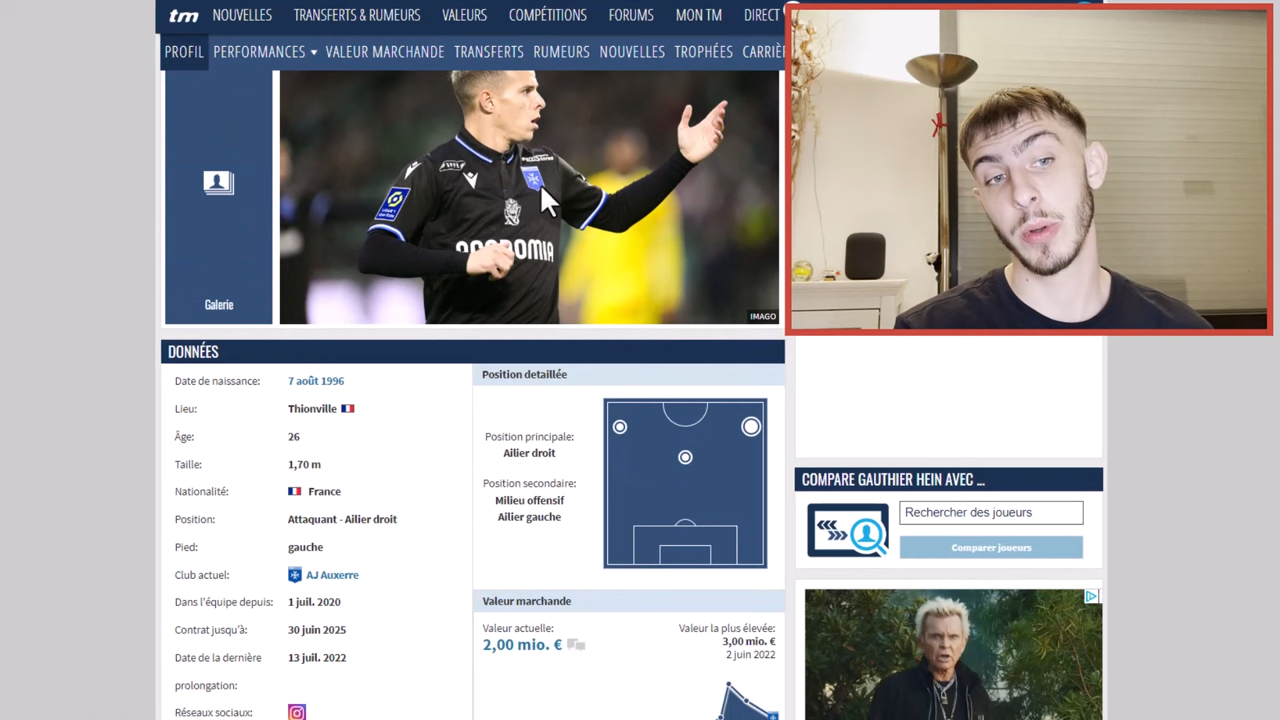 tm NOUVELLES TRANSFERTS & RUMEURS VALEURS COMPÉTITIONS FORUMS MON TM DIRECT
PROFIL PERFORMANCES VALEUR MARCHANDE TRANSFERTS RUMEURS NOUVELLES TROPHÉES
Galerie
IMAGO
DONNÉES
Date de naissance: 7 août 1996
Lieu: Thionville
Âge: 26
Taille: 1,70 m
Nationalité: France
Position: Attaquant - Ailier droit
Pied: gauche
Club actuel: AJ Auxerre
Dans l'équipe depuis: 1 juil. 2020
Contrat jusqu'à: 30 juin 2025
Date de la dernière 13 juil. 2022
prolongation:
Réseaux sociaux:
Position detaillée
Position principale:
Ailier droit
Position secondaire:
Milieu offensif
Ailier gauche
Valeur marchande
Valeur actuelle:
2,00 mio. €
Valeur la plus élevée:
3,00 mio. €
2 juin 2022
COMPARE GAUTHIER HEIN AVEC ...
Rechercher des joueurs
Comparer joueurs